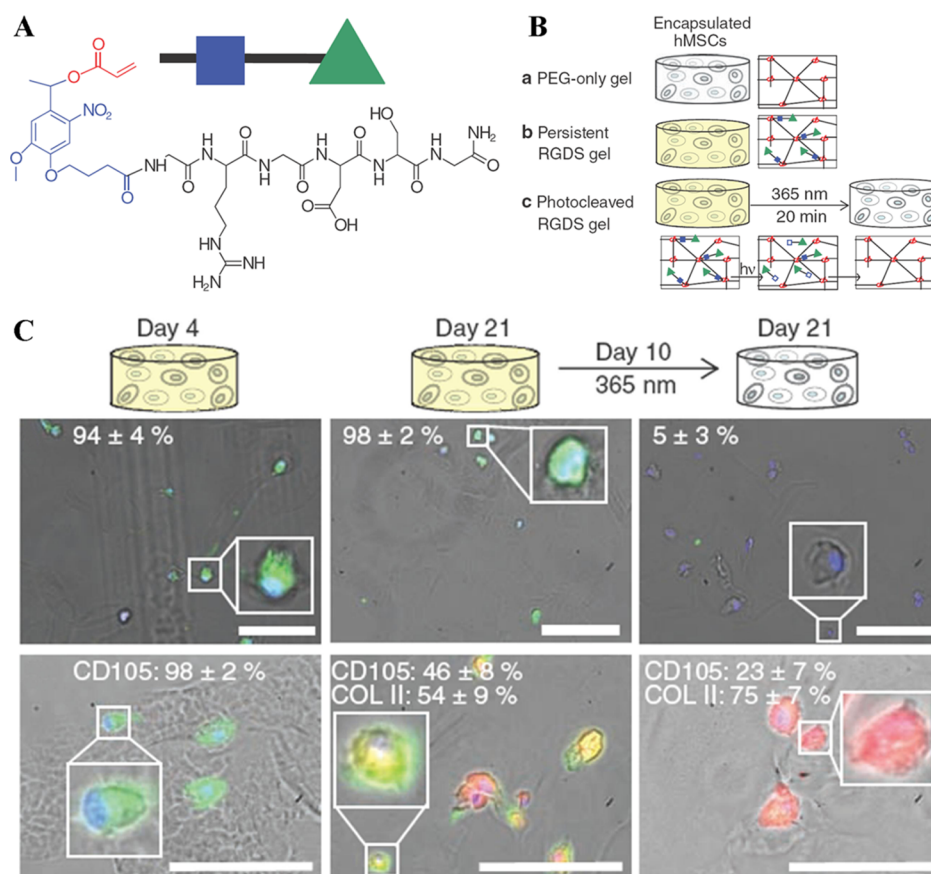 A
O
O
NO₂
O
O
O
H
N
O
H
N
O
N
H
O
H
N
O
OH
HO
N
H
O
H
N
NH₂
O
HN
NH
H₂N
B
Encapsulated
hMSCs
a PEG-only gel
b Persistent
RGDS gel
c Photocleaved
RGDS gel
365 nm
20 min
hν
C
Day 4
Day 21
Day 10
365 nm
Day 21
94 ± 4 %
98 ± 2 %
5 ± 3 %
CD105: 98 ± 2 %
CD105: 46 ± 8 %
COL II: 54 ± 9 %
CD105: 23 ± 7 %
COL II: 75 ± 7 %